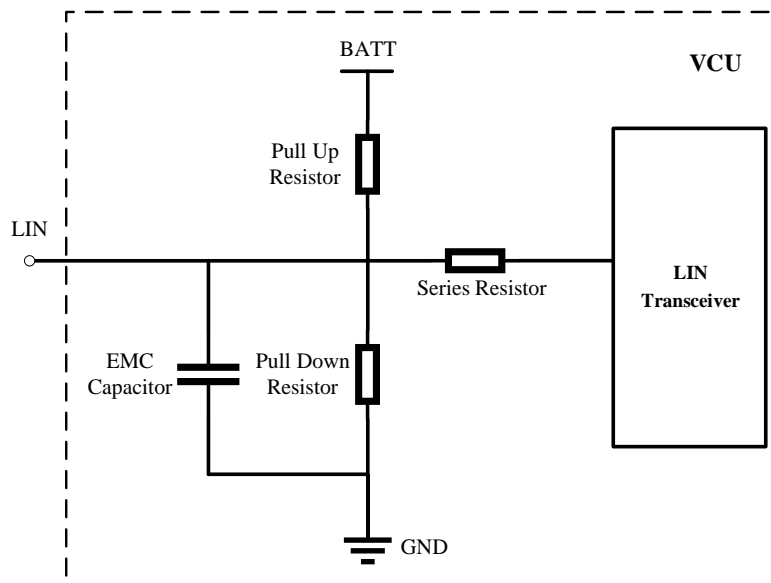 BATT
VCU
Pull Up
Resistor
LIN
Series Resistor
LIN
Transceiver
EMC
Capacitor
Pull Down
Resistor
GND